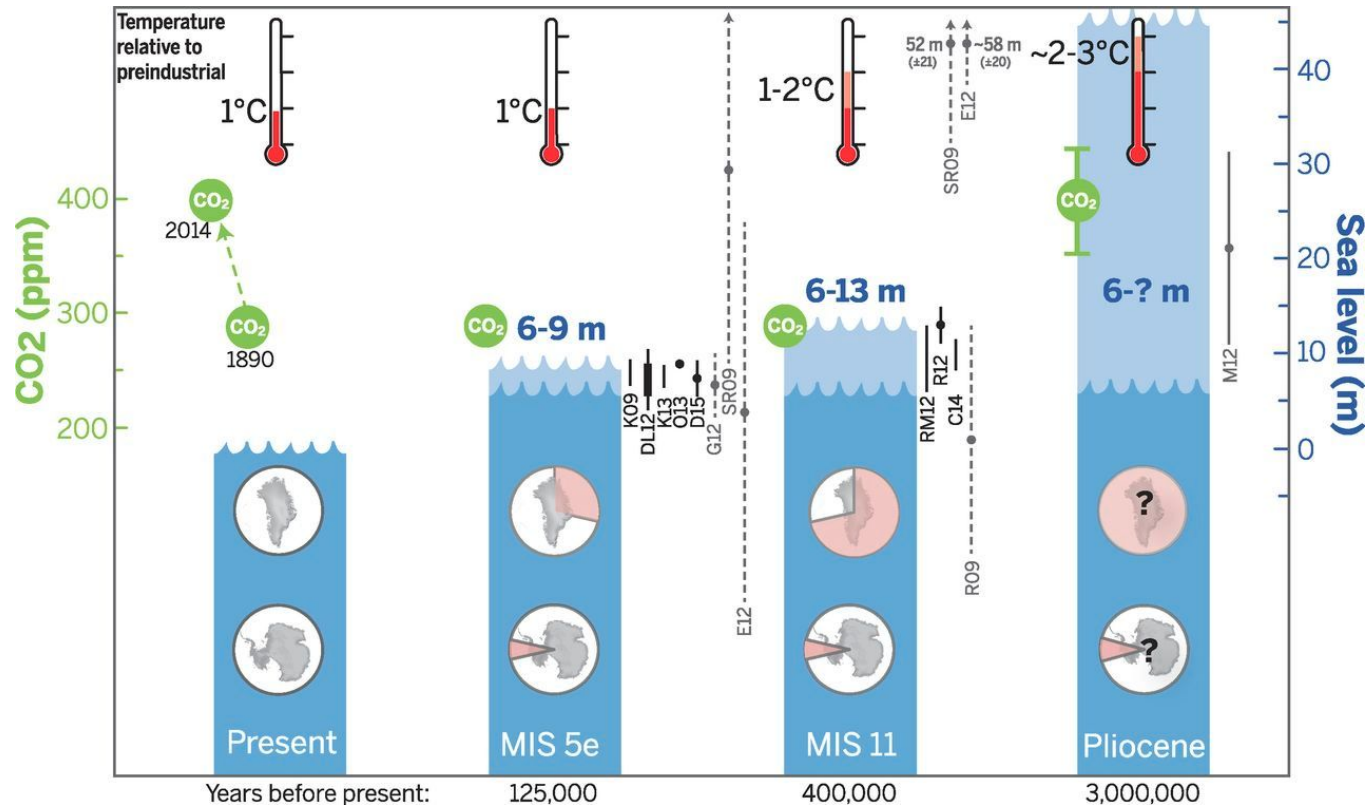 Temperature
relative to
preindustrial
1°C
1°C
1-2°C
52 m
(±21)
~58 m
(±20)
~2-3°C
E12
SR09
CO2 (ppm)
400
300
200
CO₂
2014
CO₂
1890
CO₂
6-9 m
K09
DL12
K13
O13
D15
G12
SR09
E12
CO₂
6-13 m
RM12
R12
C14
R09
CO₂
6-? m
M12
Sea level (m)
40
30
20
10
0
?
?
Present
MIS 5e
MIS 11
Pliocene
Years before present:
125,000
400,000
3,000,000